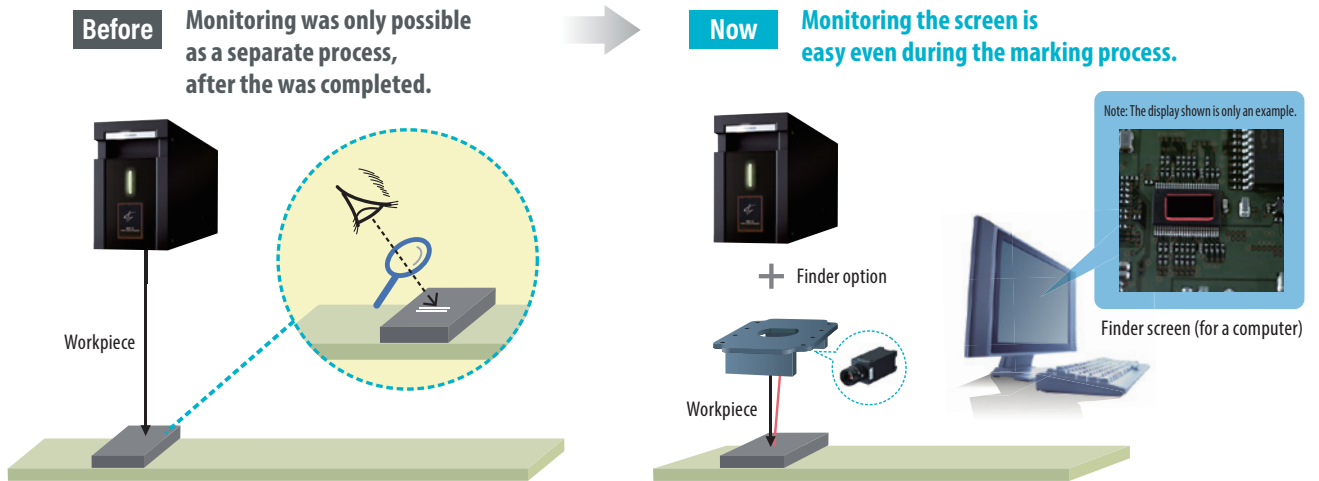 Before
Monitoring was only possible
as a separate process,
after the was completed.
Workpiece
Now
Monitoring the screen is
easy even during the marking process.
Note: The display shown is only an example.
Finder option
Finder screen (for a computer)
Workpiece